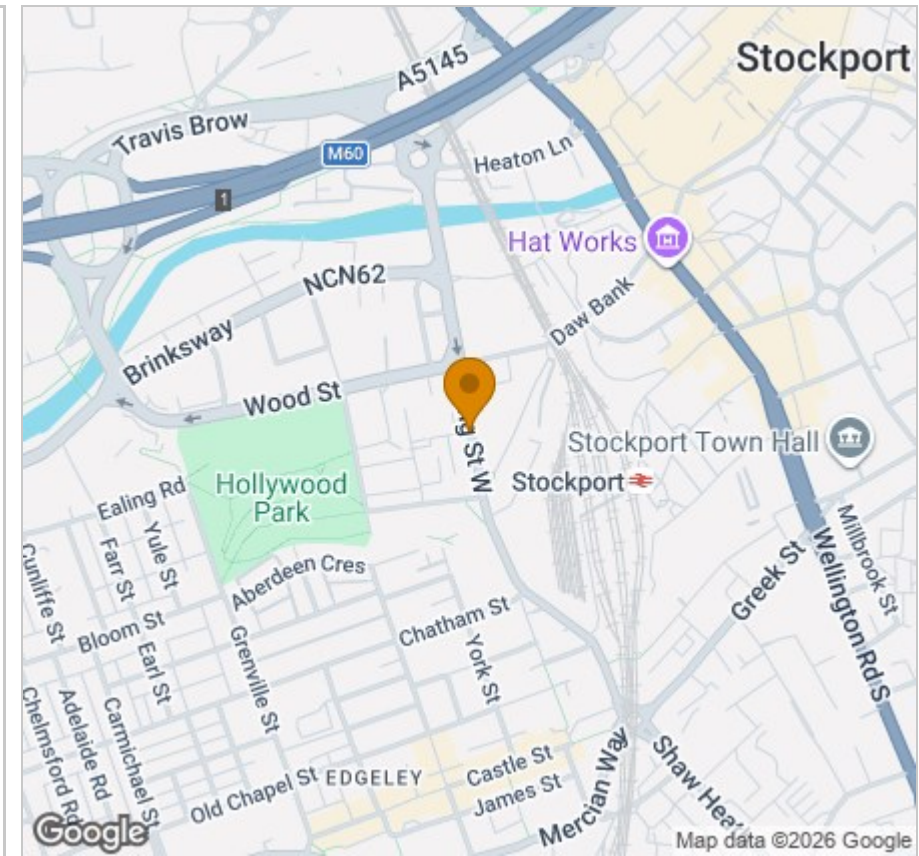 Stockport
A5145
Travis Brow
M60
Heaton Ln
1
Hat Works
NCN62
Daw Bank
Brinksway
Wood St
Stockport Town Hall
g St W
Stockport
Hollywood
Park
Ealing Rd
Yule St
Farr St
Cunliffe St
Aberdeen Cres
Millbrook St
Greek St
Wellington Rd S
Bloom St
Chatham St
Earl St
Grenville St
York St
Adelaide Rd
Chelmsford Rd
Carmichael St
Old Chapel St
EDGELEY
Castle St
James St
Mercian Way
Shaw Hea
Google
Map data ©2026 Google